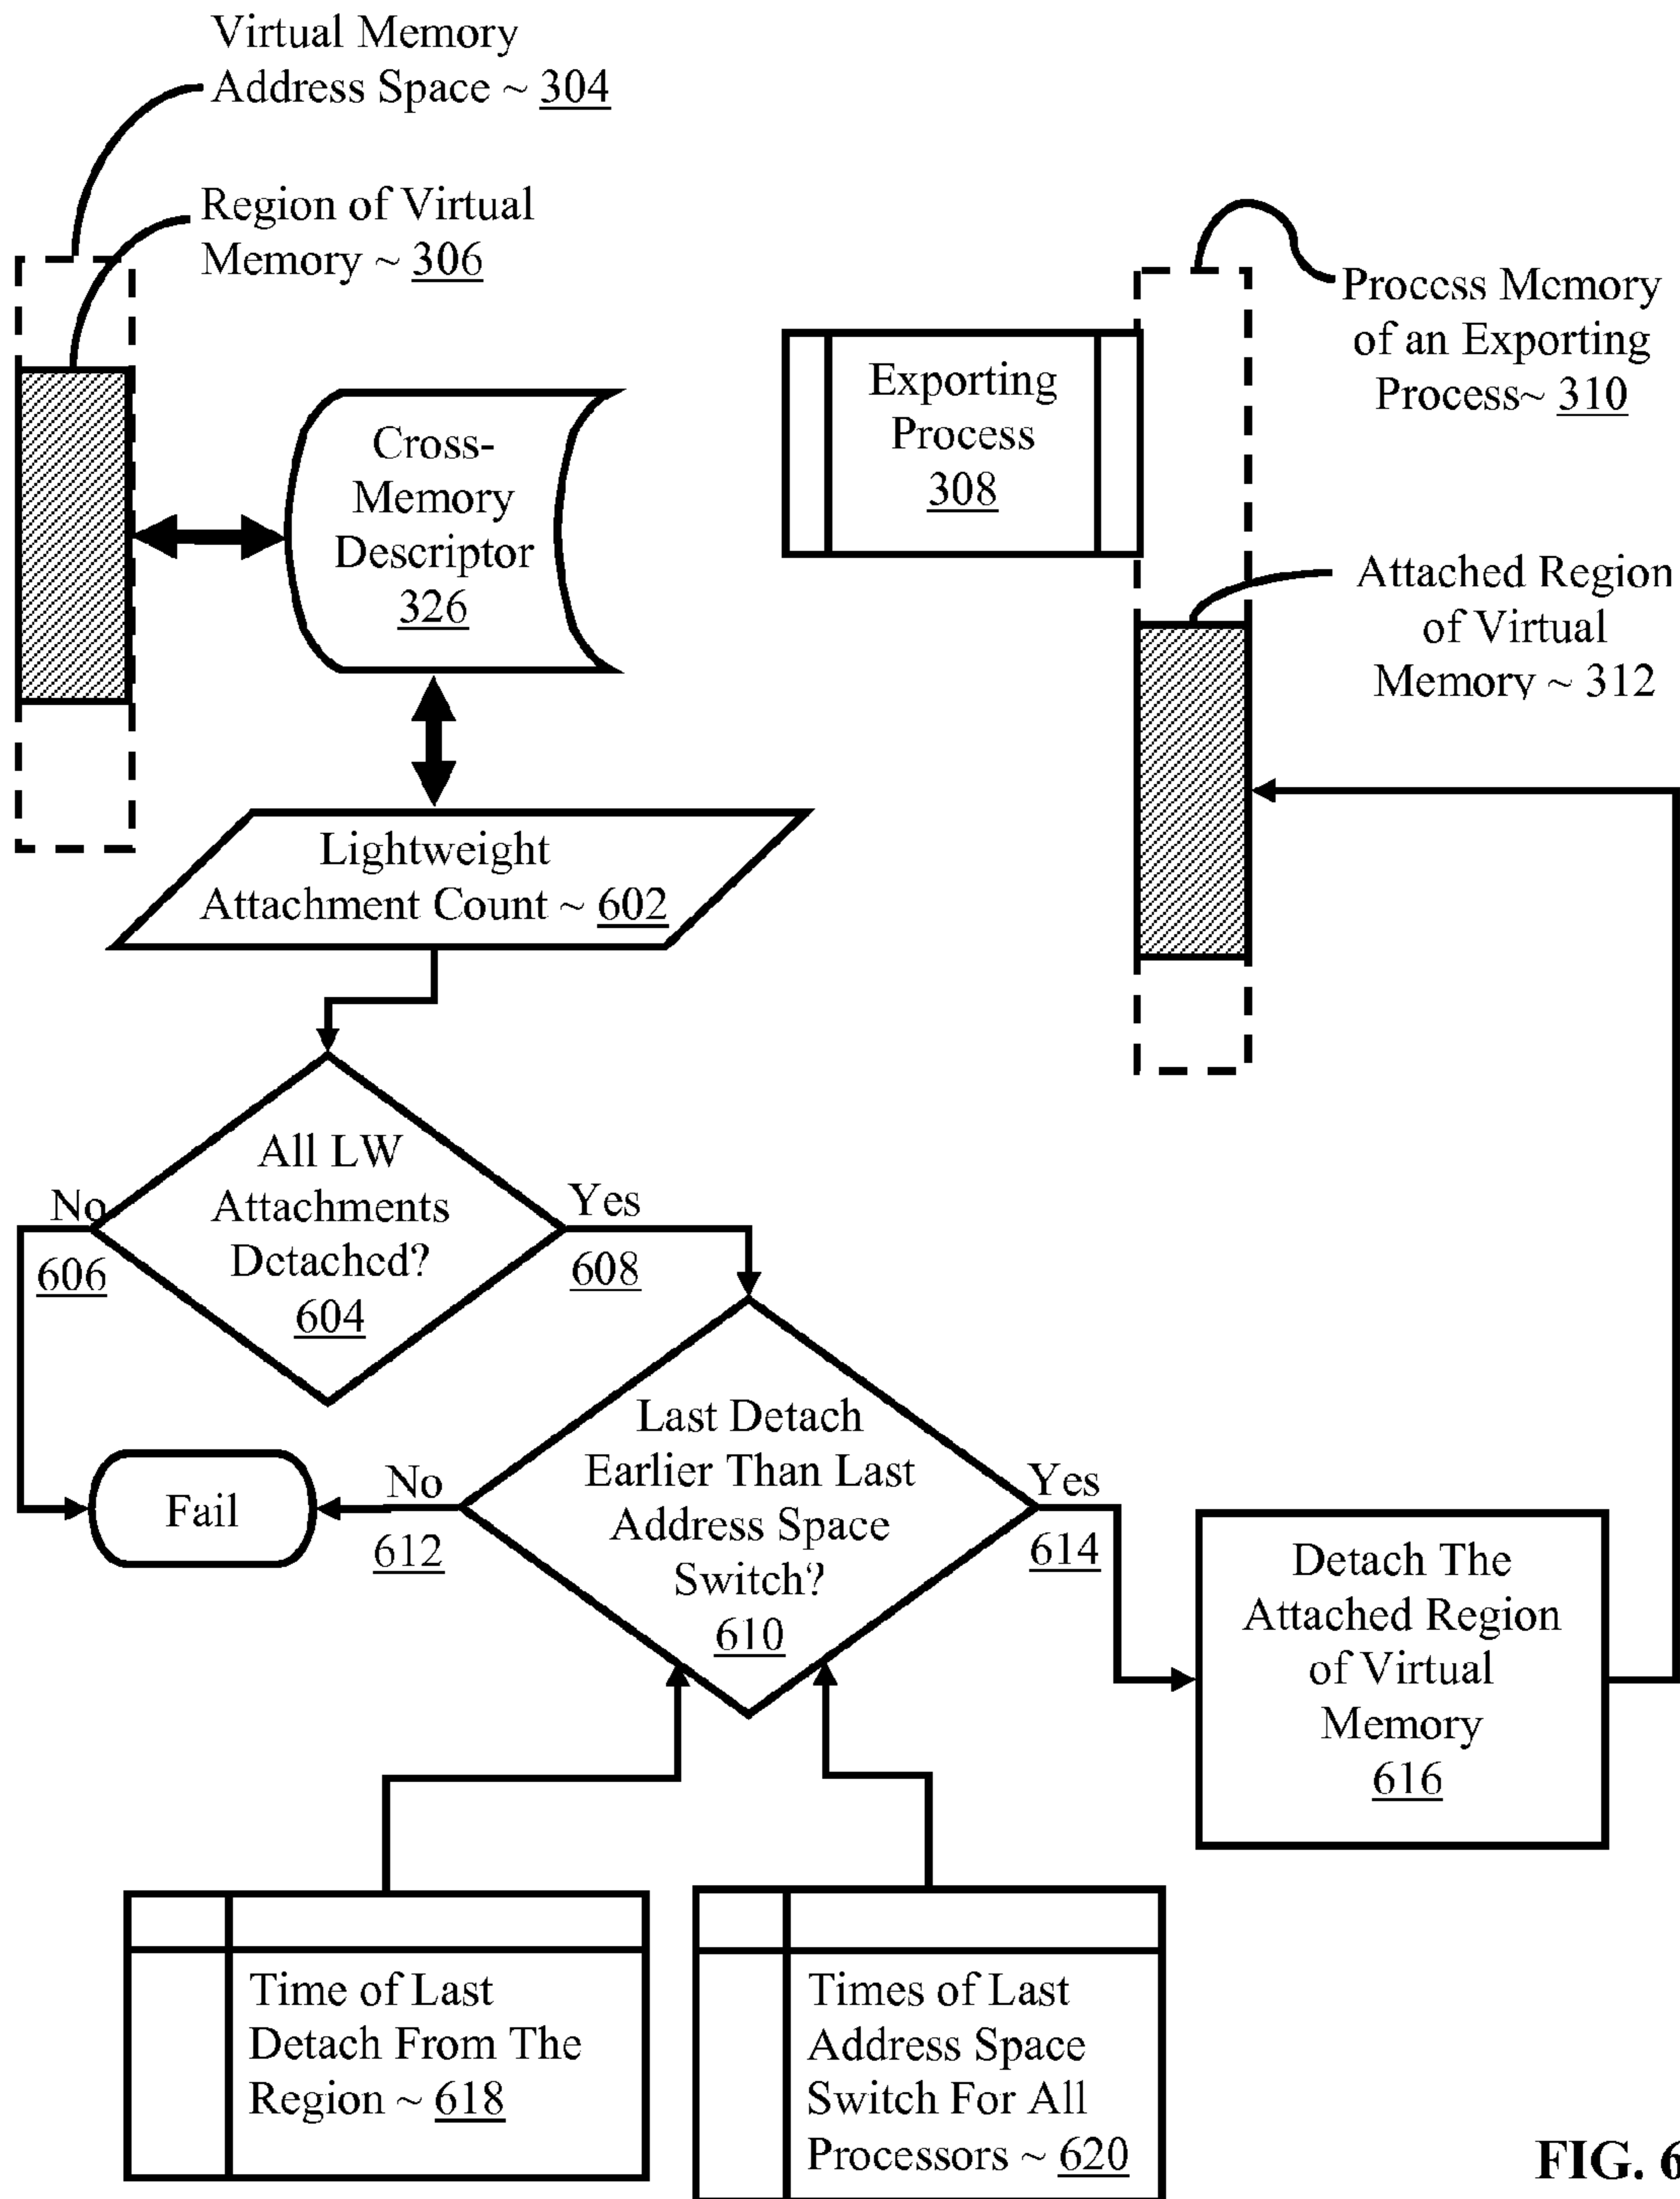 Virtual Memory
Address Space ~ 304
Region of Virtual
Memory ~ 306
Process Memory
of an Exporting
Process~ 310
Exporting
Process
308
Cross-
Memory
Descriptor
326
Attached Region
of Virtual
Memory ~ 312
Lightweight
Attachment Count ~ 602
All LW
Attachments
Detached?
604
No
606
Yes
608
Last Detach
Earlier Than Last
Address Space
Switch?
610
Fail
No
612
Yes
614
Detach The
Attached Region
of Virtual
Memory
616
Time of Last
Detach From The
Region ~ 618
Times of Last
Address Space
Switch For All
Processors ~ 620
FIG. 6